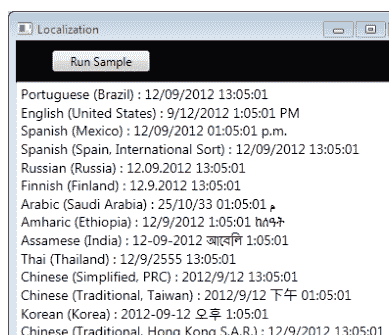 Localization
Run Sample
Portuguese (Brazil) : 12/09/2012 13:05:01
English (United States) : 9/12/2012 1:05:01 PM
Spanish (Mexico) : 12/09/2012 01:05:01 p.m.
Spanish (Spain, International Sort) : 12/09/2012 13:05:01
Russian (Russia) : 12.09.2012 13:05:01
Finnish (Finland) : 12.9.2012 13:05:01
Arabic (Saudi Arabia) : 25/10/33 01:05:01 م
Amharic (Ethiopia) : 12/9/2012 1:05:01 ከሰዓት
Assamese (India) : 12-09-2012 আবেলি 1:05:01
Thai (Thailand) : 12/9/2555 13:05:01
Chinese (Simplified, PRC) : 2012/9/12 13:05:01
Chinese (Traditional, Taiwan) : 2012/9/12 下午 01:05:01
Korean (Korea) : 2012-09-12 오후 1:05:01
Chinese (Traditional, Hong Kong S.A.R.) : 12/9/2012 13:05:01